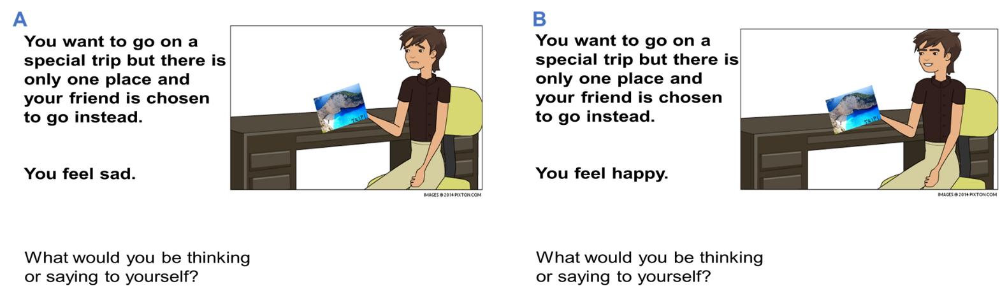 A
You want to go on a
special trip but there is
only one place and
your friend is chosen
to go instead.
You feel sad.
TRIP!
IMAGES © 2014 PIXTON.COM
What would you be thinking
or saying to yourself?
B
You want to go on a
special trip but there is
only one place and
your friend is chosen
to go instead.
You feel happy.
TRIP!
IMAGES © 2014 PIXTON.COM
What would you be thinking
or saying to yourself?